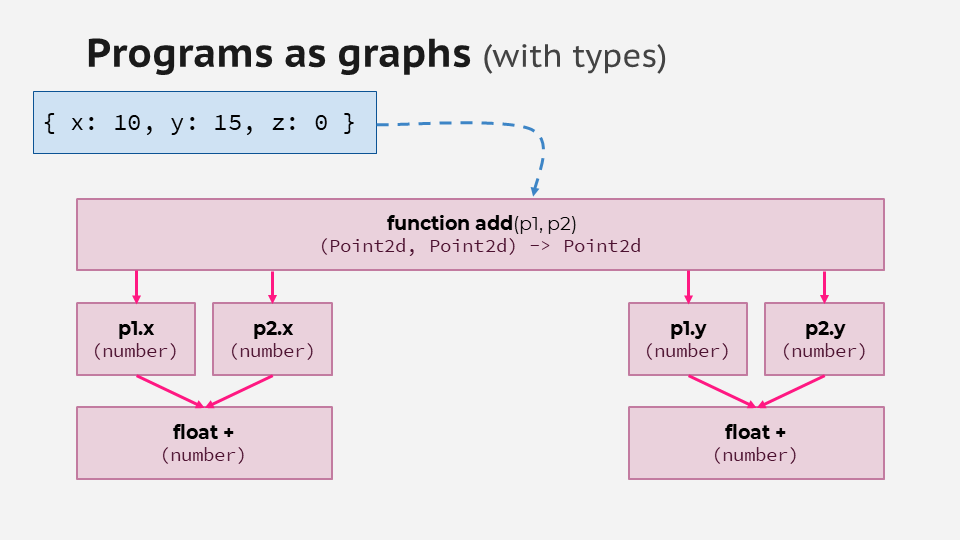 Programs as graphs (with types)
{ x: 10, y: 15, z: 0 }
function add(p1, p2)
(Point2d, Point2d) -> Point2d
p1.x
(number)
p2.x
(number)
p1.y
(number)
p2.y
(number)
float +
(number)
float +
(number)